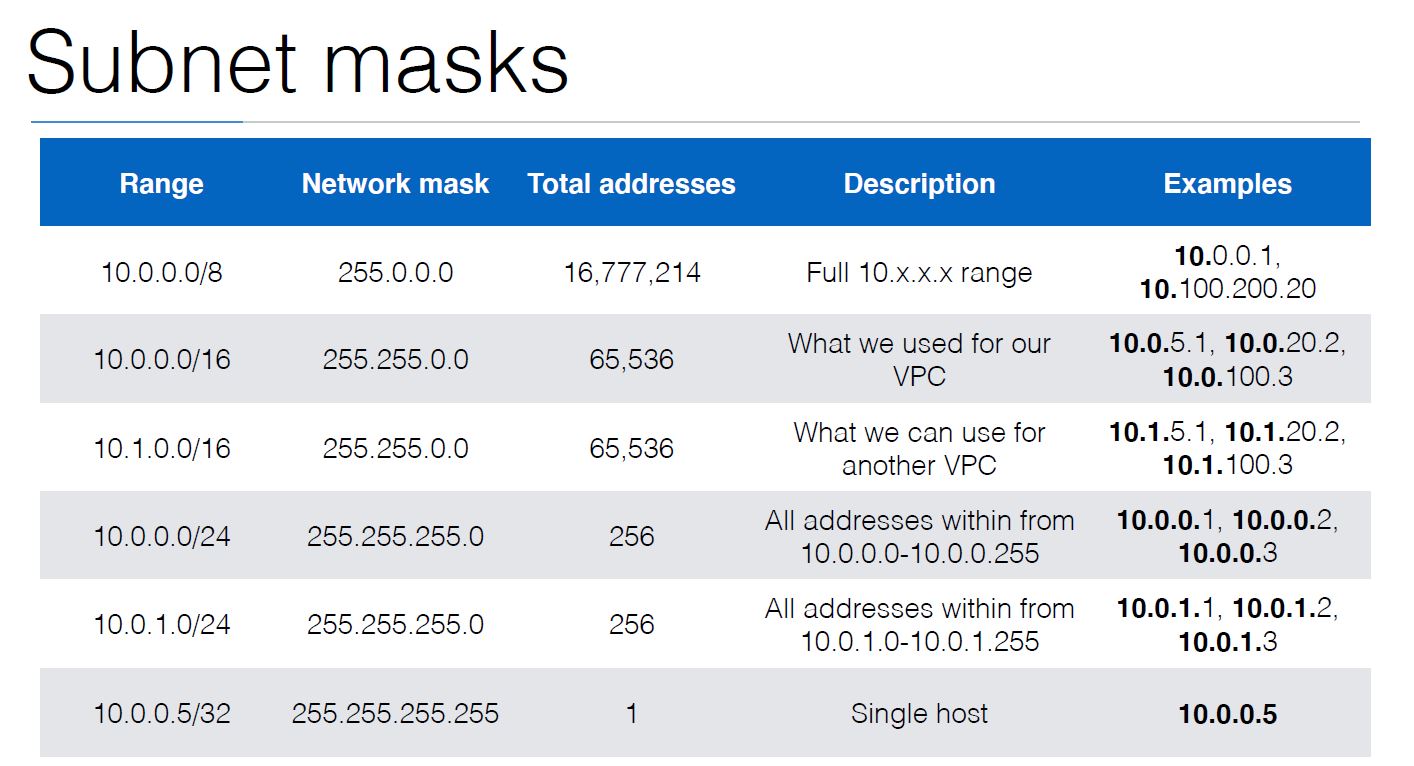 Subnet masks
Range Network mask Total addresses Description Examples
10.0.0.0/8 255.0.0.0 16,777,214 Full 10.x.x.x range 10.0.0.1,
10.100.200.20
10.0.0.0/16 255.255.0.0 65,536 What we used for our
VPC
10.0.5.1, 10.0.20.2,
10.0.100.3
10.1.0.0/16 255.255.0.0 65,536 What we can use for
another VPC
10.1.5.1, 10.1.20.2,
10.1.100.3
10.0.0.0/24 255.255.255.0 256 All addresses within from
10.0.0.0-10.0.0.255
10.0.0.1, 10.0.0.2,
10.0.0.3
10.0.1.0/24 255.255.255.0 256 All addresses within from
10.0.1.0-10.0.1.255
10.0.1.1, 10.0.1.2,
10.0.1.3
10.0.0.5/32 255.255.255.255 1 Single host 10.0.0.5